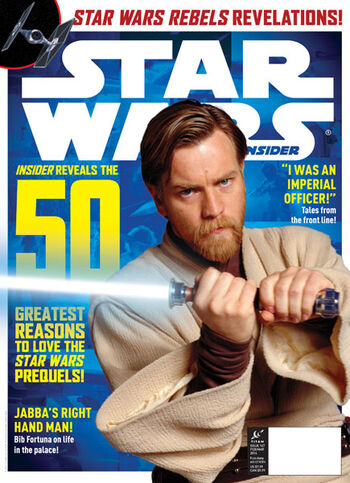 STAR WARS REBELS REVELATIONS!
STAR
WARS
®
INSIDER
INSIDER REVEALS THE
50
GREATEST
REASONS
TO LOVE THE
STAR WARS
PREQUELS!
"I WAS AN
IMPERIAL
OFFICER!"
Tales from
the front line!
JABBA'S RIGHT
HAND MAN!
Bib Fortuna on life
in the palace!
TITAN